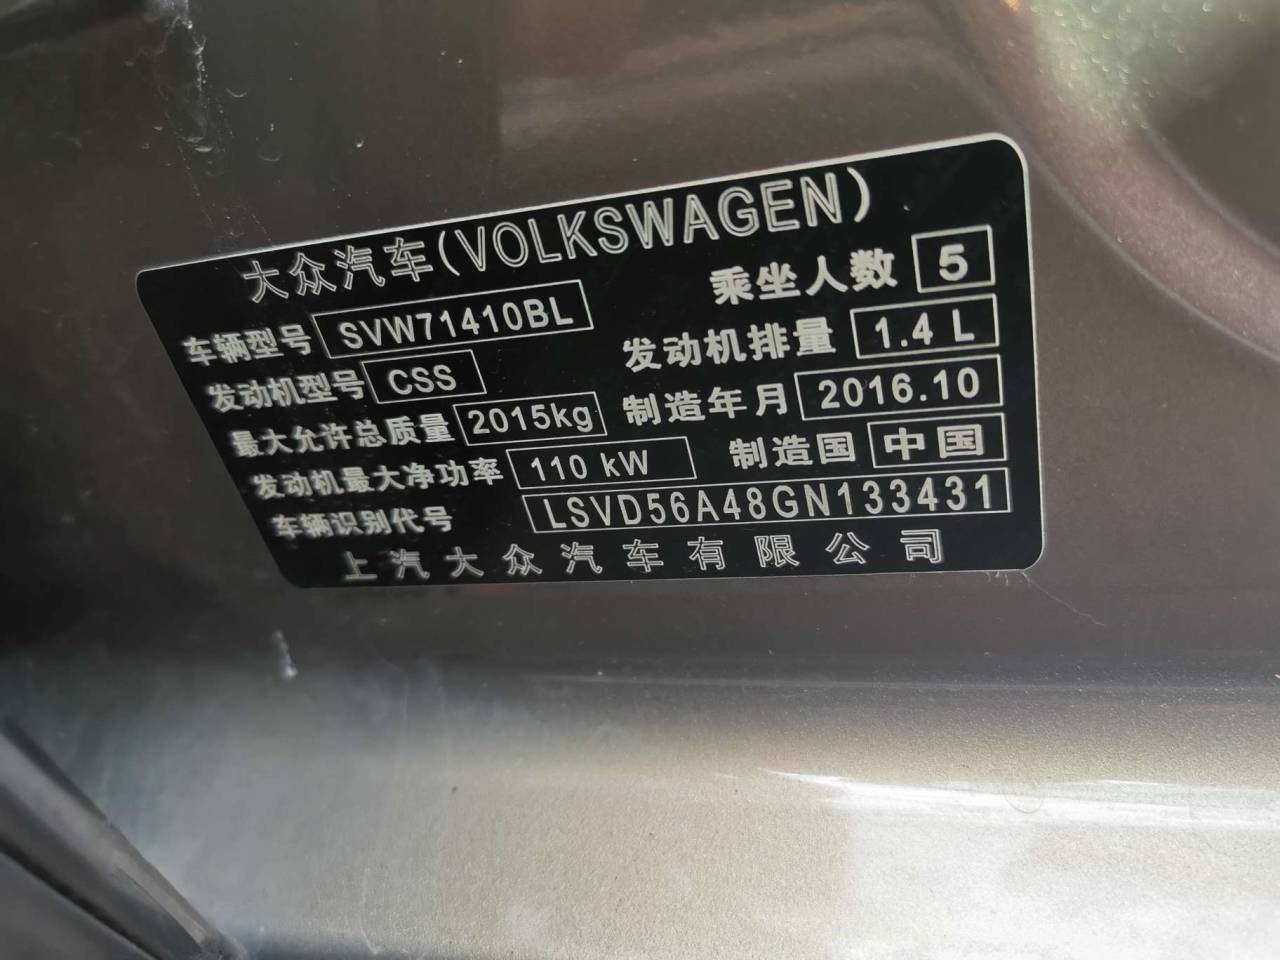 大众汽车(VOLKSWAGEN)
乘坐人数 5
车辆型号 SVW71410BL
发动机排量 1.4 L
发动机型号 CSS
制造年月 2016.10
最大允许总质量 2015kg
制造国 中国
发动机最大净功率 110 kW
车辆识别代号 LSVD56A48GN133431
上汽大众汽车有限公司